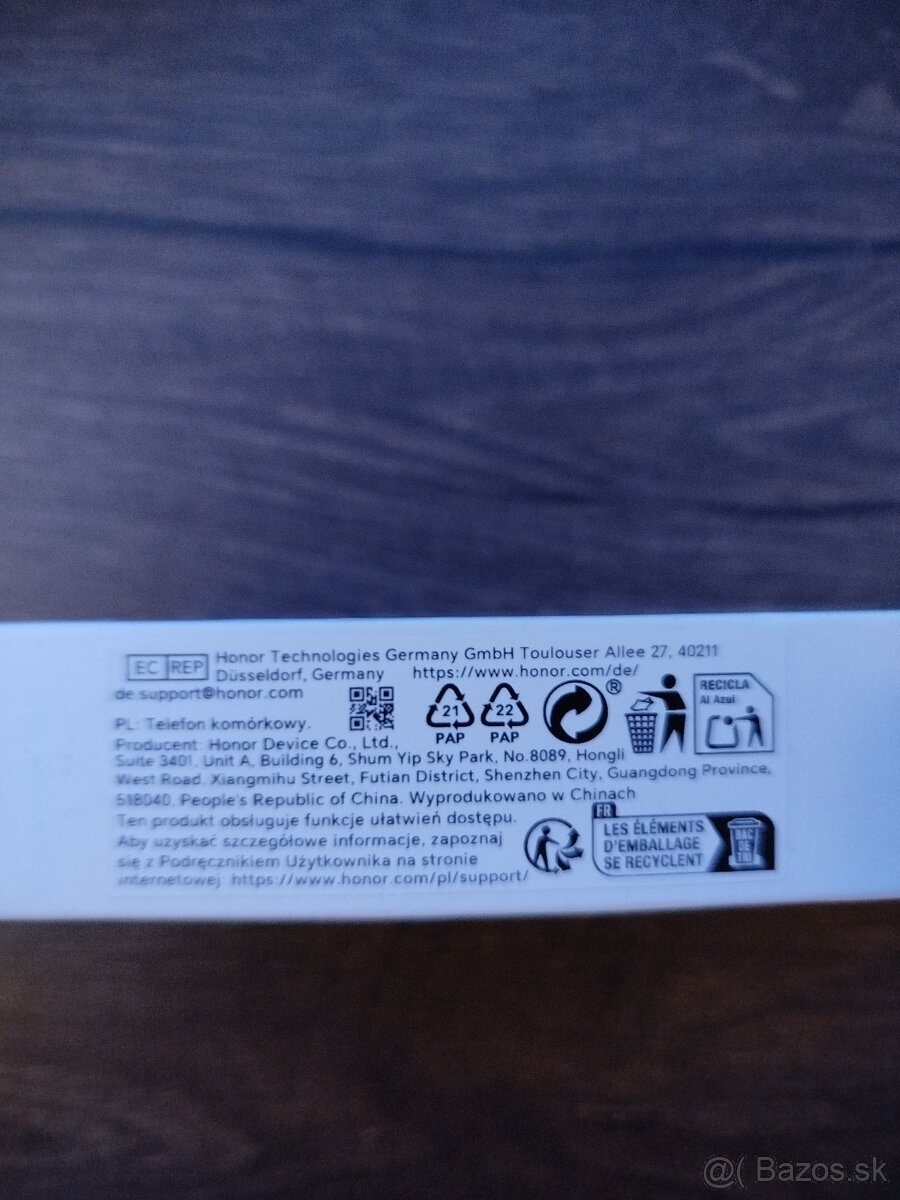 EC REP Honor Technologies Germany GmbH Toulouser Allee 27, 40211
Düsseldorf, Germany https://www.honor.com/de/
de.support@honor.com
PL: Telefon komórkowy.
21 PAP
22 PAP
®
RECICLA
Al Azul
Producent: Honor Device Co., Ltd.,
Suite 3401, Unit A, Building 6, Shum Yip Sky Park, No.8089, Hongli
West Road, Xiangmihu Street, Futian District, Shenzhen City, Guangdong Province,
518040, People's Republic of China. Wyprodukowano w Chinach
Ten produkt obsługuje funkcje ułatwień dostępu.
Aby uzyskać szczegółowe informacje, zapoznaj
się z Podręcznikiem Użytkownika na stronie
internetowej: https://www.honor.com/pl/support/
FR
LES ÉLÉMENTS
D'EMBALLAGE
SE RECYCLENT
BAC
DE
TRI
@( Bazos.sk